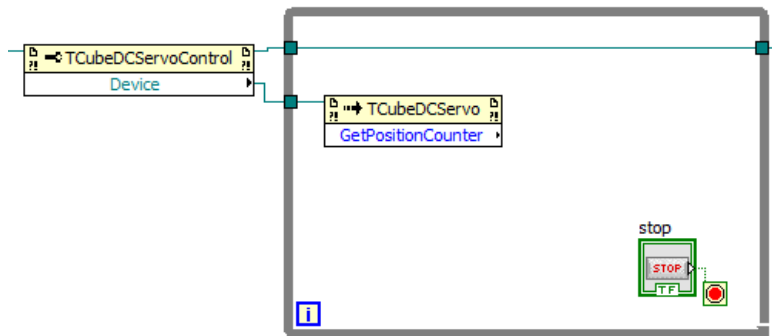 TCubeDCServoControl
Device
TCubeDCServo
GetPositionCounter
stop
STOP
TF
i